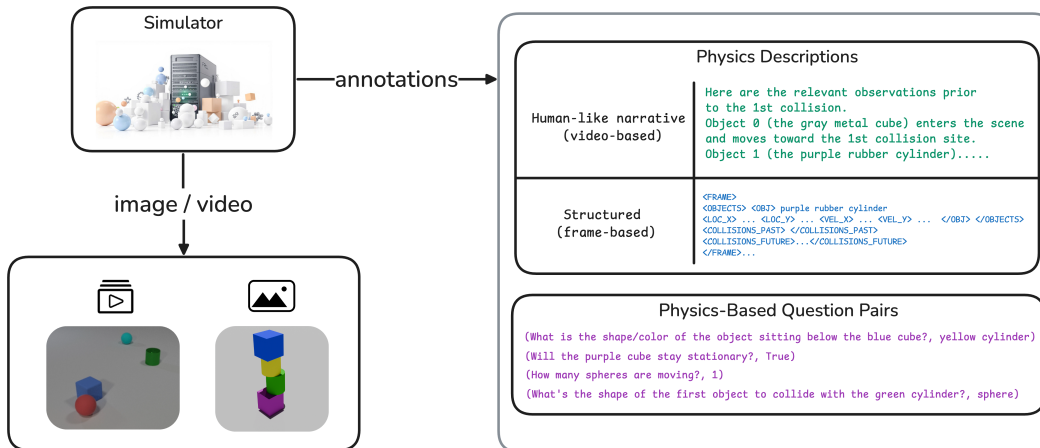 Simulator
annotations
image / video
Physics Descriptions
Human-like narrative
(video-based)
Here are the relevant observations prior
to the 1st collision.
Object 0 (the gray metal cube) enters the scene
and moves toward the 1st collision site.
Object 1 (the purple rubber cylinder).....
Structured
(frame-based)
<FRAME>
<OBJECTS> <OBJ> purple rubber cylinder
<LOC_X> ... <LOC_Y> ... <VEL_X> ... <VEL_Y> ... </OBJ> </OBJECTS>
<COLLISIONS_PAST> </COLLISIONS_PAST>
<COLLISIONS_FUTURE>...</COLLISIONS_FUTURE>
</FRAME>...
Physics-Based Question Pairs
(What is the shape/color of the object sitting below the blue cube?, yellow cylinder)
(Will the purple cube stay stationary?, True)
(How many spheres are moving?, 1)
(What's the shape of the first object to collide with the green cylinder?, sphere)